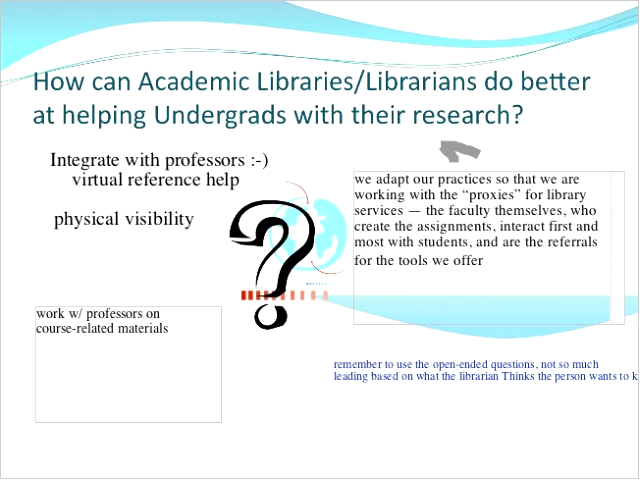 How can Academic Libraries/Librarians do better
at helping Undergrads with their research?
Integrate with professors :-)
virtual reference help
physical visibility
we adapt our practices so that we are
working with the “proxies” for library
services — the faculty themselves, who
create the assignments, interact first and
most with students, and are the referrals
for the tools we offer
?
work w/ professors on
course-related materials
remember to use the open-ended questions, not so much
leading based on what the librarian Thinks the person wants to k